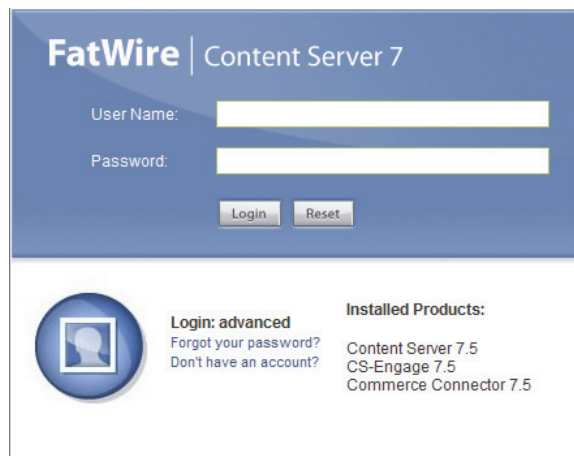 FatWire | Content Server 7
User Name:
Password:
Login Reset
Login: advanced
Forgot your password?
Don't have an account?
Installed Products:
Content Server 7.5
CS-Engage 7.5
Commerce Connector 7.5